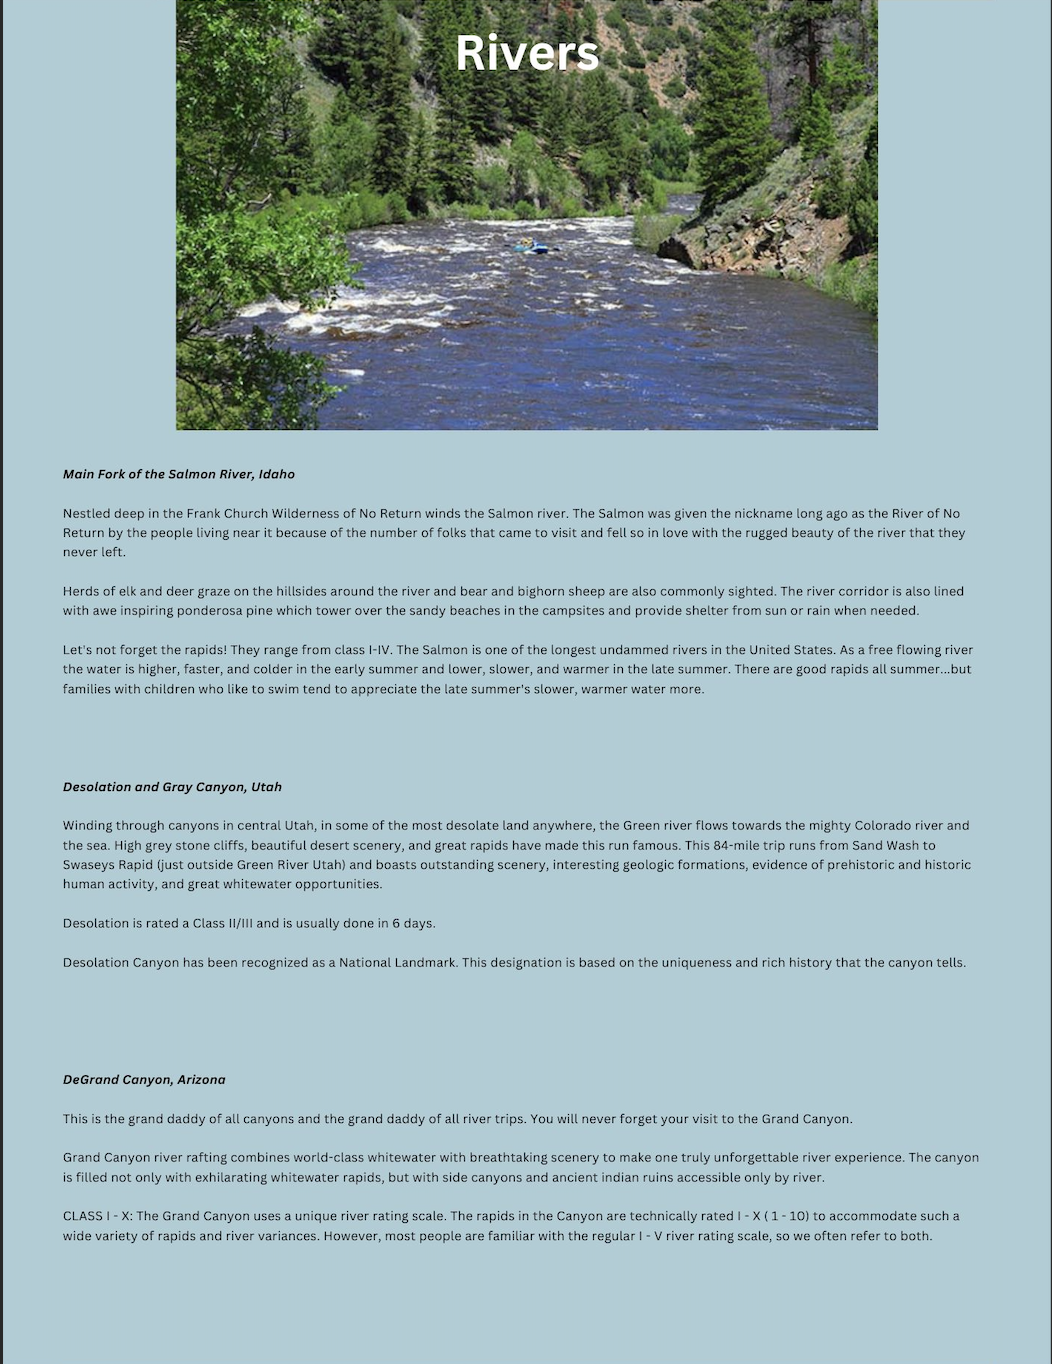 Rivers
Main Fork of the Salmon River, Idaho
Nestled deep in the Frank Church Wilderness of No Return winds the Salmon river. The Salmon was given the nickname long ago as the River of No
Return by the people living near it because of the number of folks that came to visit and fell so in love with the rugged beauty of the river that they
never left.
Herds of elk and deer graze on the hillsides around the river and bear and bighorn sheep are also commonly sighted. The river corridor is also lined
with awe inspiring ponderosa pine which tower over the sandy beaches in the campsites and provide shelter from sun or rain when needed.
Let's not forget the rapids! They range from class I-IV. The Salmon is one of the longest undammed rivers in the United States. As a free flowing river
the water is higher, faster, and colder in the early summer and lower, slower, and warmer in the late summer. There are good rapids all summer...but
families with children who like to swim tend to appreciate the late summer's slower, warmer water more.
Desolation and Gray Canyon, Utah
Winding through canyons in central Utah, in some of the most desolate land anywhere, the Green river flows towards the mighty Colorado river and
the sea. High grey stone cliffs, beautiful desert scenery, and great rapids have made this run famous. This 84-mile trip runs from Sand Wash to
Swaseys Rapid (just outside Green River Utah) and boasts outstanding scenery, interesting geologic formations, evidence of prehistoric and historic
human activity, and great whitewater opportunities.
Desolation is rated a Class II/III and is usually done in 6 days.
Desolation Canyon has been recognized as a National Landmark. This designation is based on the uniqueness and rich history that the canyon tells.
DeGrand Canyon, Arizona
This is the grand daddy of all canyons and the grand daddy of all river trips. You will never forget your visit to the Grand Canyon.
Grand Canyon river rafting combines world-class whitewater with breathtaking scenery to make one truly unforgettable river experience. The canyon
is filled not only with exhilarating whitewater rapids, but with side canyons and ancient indian ruins accessible only by river.
CLASS I - X: The Grand Canyon uses a unique river rating scale. The rapids in the Canyon are technically rated I - X ( 1 - 10) to accommodate such a
wide variety of rapids and river variances. However, most people are familiar with the regular I - V river rating scale, so we often refer to both.